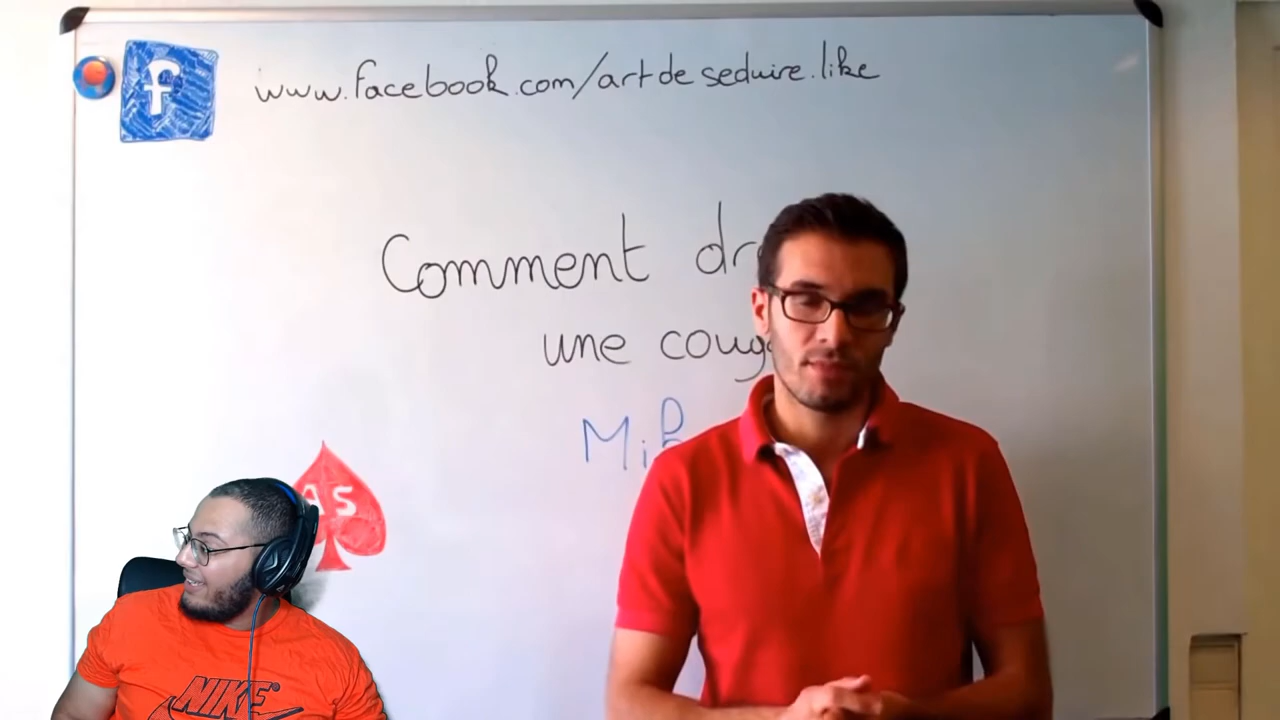 f www.facebook.com/artdeseduire.like
Comment dr
une coug
Mi
AS
NIKE